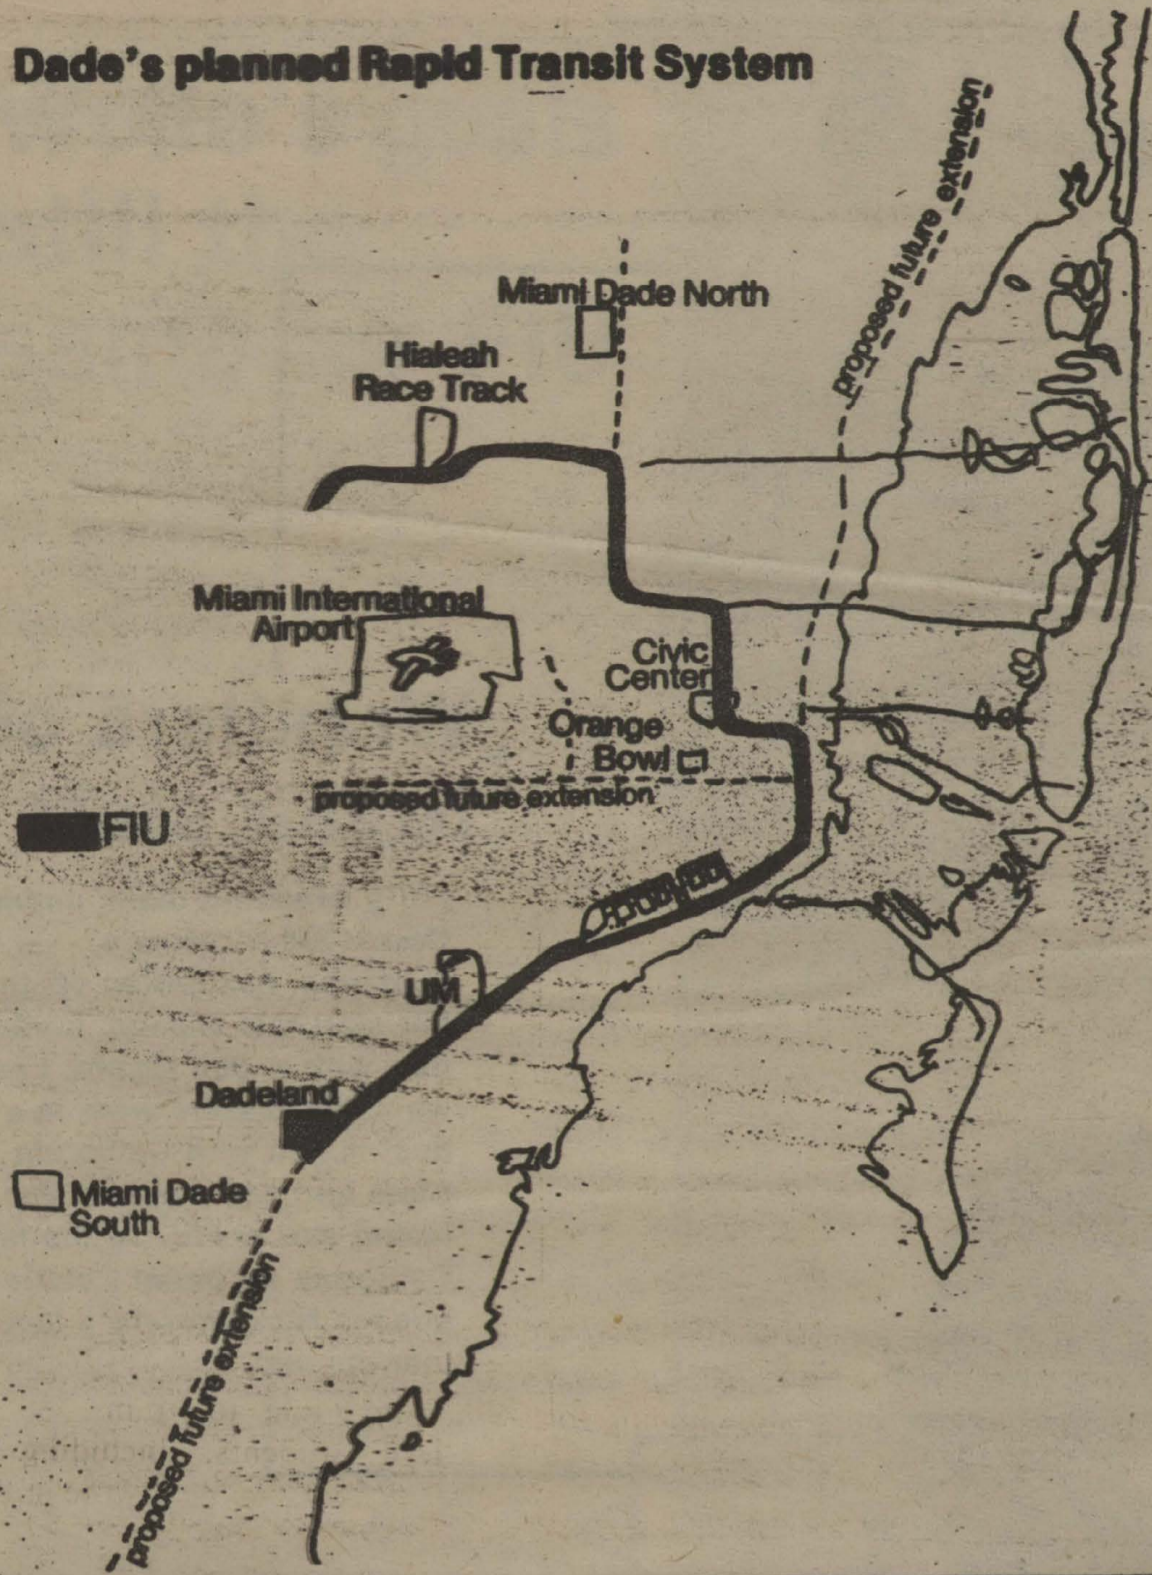 Dade's planned Rapid Transit System
proposed future extension
Miami Dade North
Hialeah
Race Track
Miami International
Airport
Civic
Center
Orange
Bowl
proposed future extension
FIU
UM
Dadeland
Miami Dade
South
proposed future extension